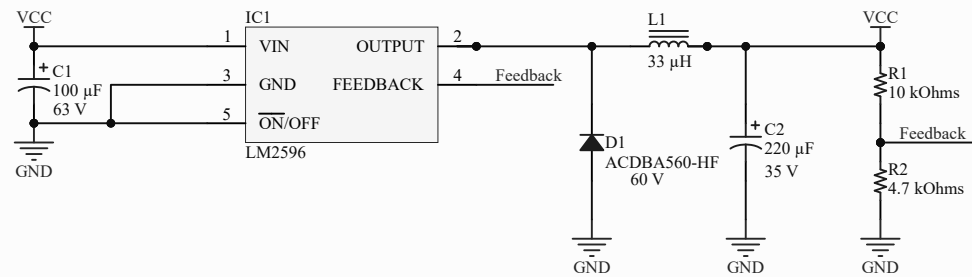 VCC
C1
100 µF
63 V
GND
IC1
1
VIN
3
GND
5
ON/OFF
OUTPUT
2
FEEDBACK
4
LM2596
Feedback
L1
33 µH
D1
ACDBA560-HF
60 V
GND
C2
220 µF
35 V
GND
VCC
R1
10 kOhms
Feedback
R2
4.7 kOhms
GND